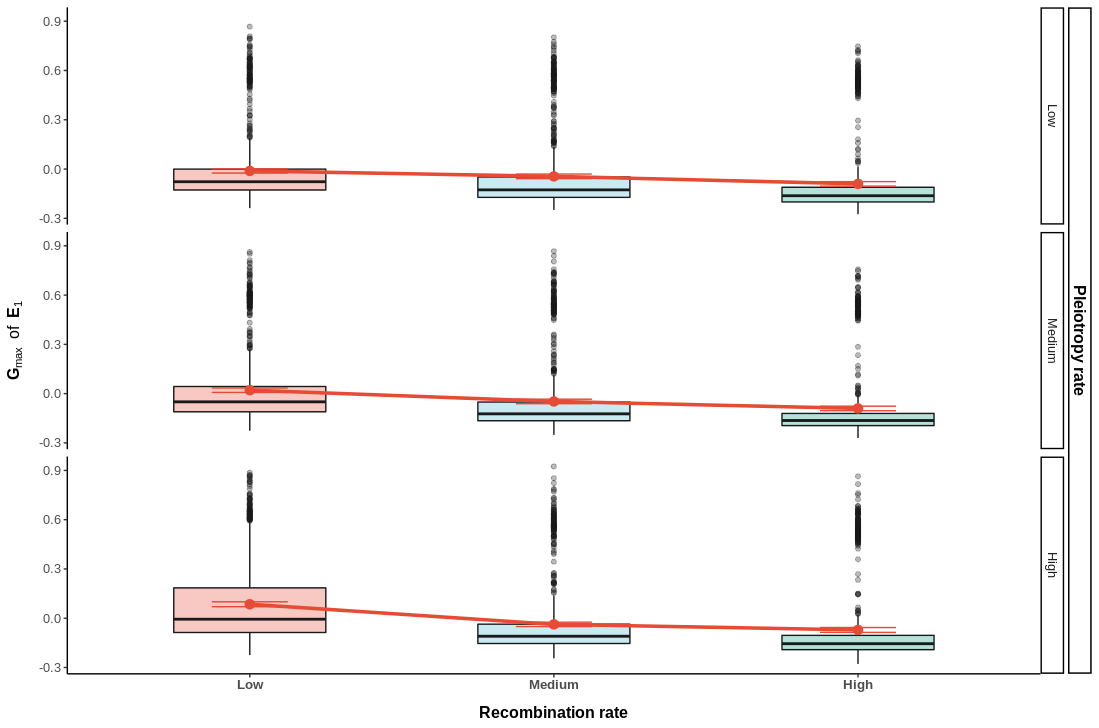 0.9
0.6
0.3
0.0
-0.3
Low
0.9
0.6
0.3
0.0
-0.3
Medium
0.9
0.6
0.3
0.0
-0.3
High
Pleiotropy rate
Gmax of E1
Low Medium High
Recombination rate